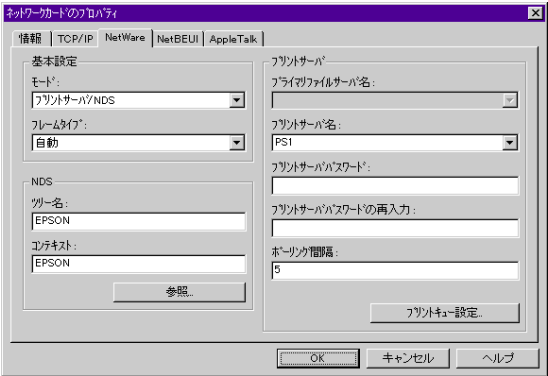 ネットワークカードのプロパティ
情報 TCP/IP NetWare NetBEUI AppleTalk
基本設定
モード:
プリントサーバ/NDS
フレームタイプ:
自動
NDS
ツリー名:
EPSON
コンテキスト:
EPSON
参照...
プリントサーバ
プライマリファイルサーバ名:
プリントサーバ名:
PS1
プリントサーバパスワード:
プリントサーバパスワードの再入力:
ポーリング間隔:
5
プリントキュー設定...
OK キャンセル ヘルプ